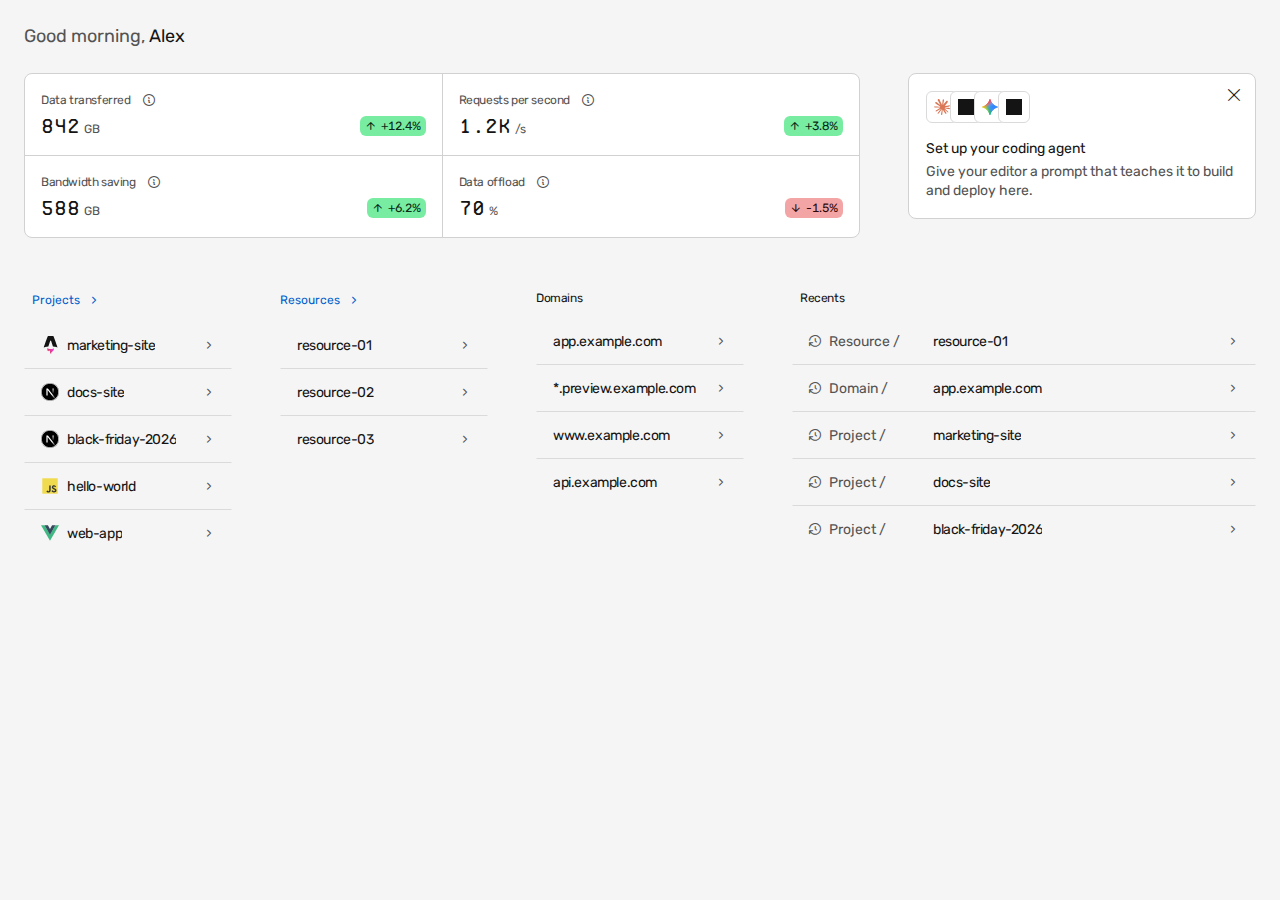 Good morning, Alex
Data transferred
842 GB
+12.4%
Requests per second
1.2K /s
+3.8%
Bandwidth saving
588 GB
+6.2%
Data offload
70 %
-1.5%
Set up your coding agent
Give your editor a prompt that teaches it to build
and deploy here.
Projects
marketing-site
docs-site
black-friday-2026
JS hello-world
web-app
Resources
resource-01
resource-02
resource-03
Domains
app.example.com
*.preview.example.com
www.example.com
api.example.com
Recents
Resource / resource-01
Domain / app.example.com
Project / marketing-site
Project / docs-site
Project / black-friday-2026